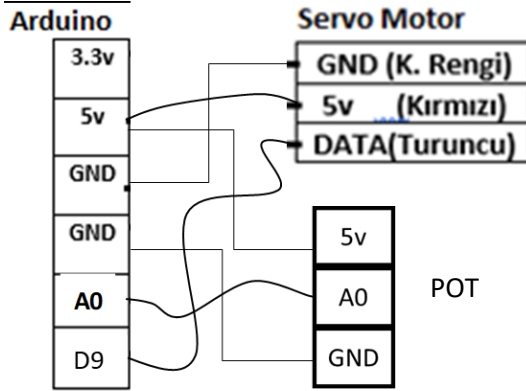 Arduino
3.3v
5v
GND
GND
A0
D9
Servo Motor
GND (K. Rengi)
5v (Kırmızı)
DATA(Turuncu)
5v
A0
GND
POT